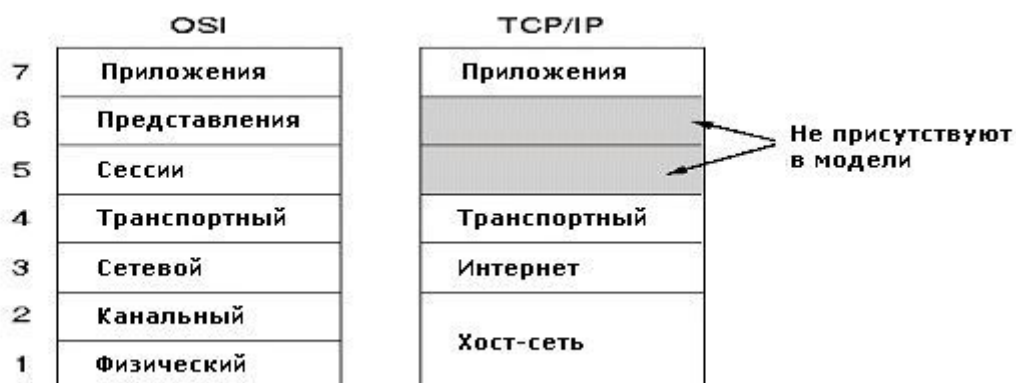 OSI TCP/IP
7 Приложения Приложения
6 Представления
Не присутствуют
в модели
5 Сессии
4 Транспортный Транспортный
3 Сетевой Интернет
2 Канальный
Хост-сеть
1 Физический